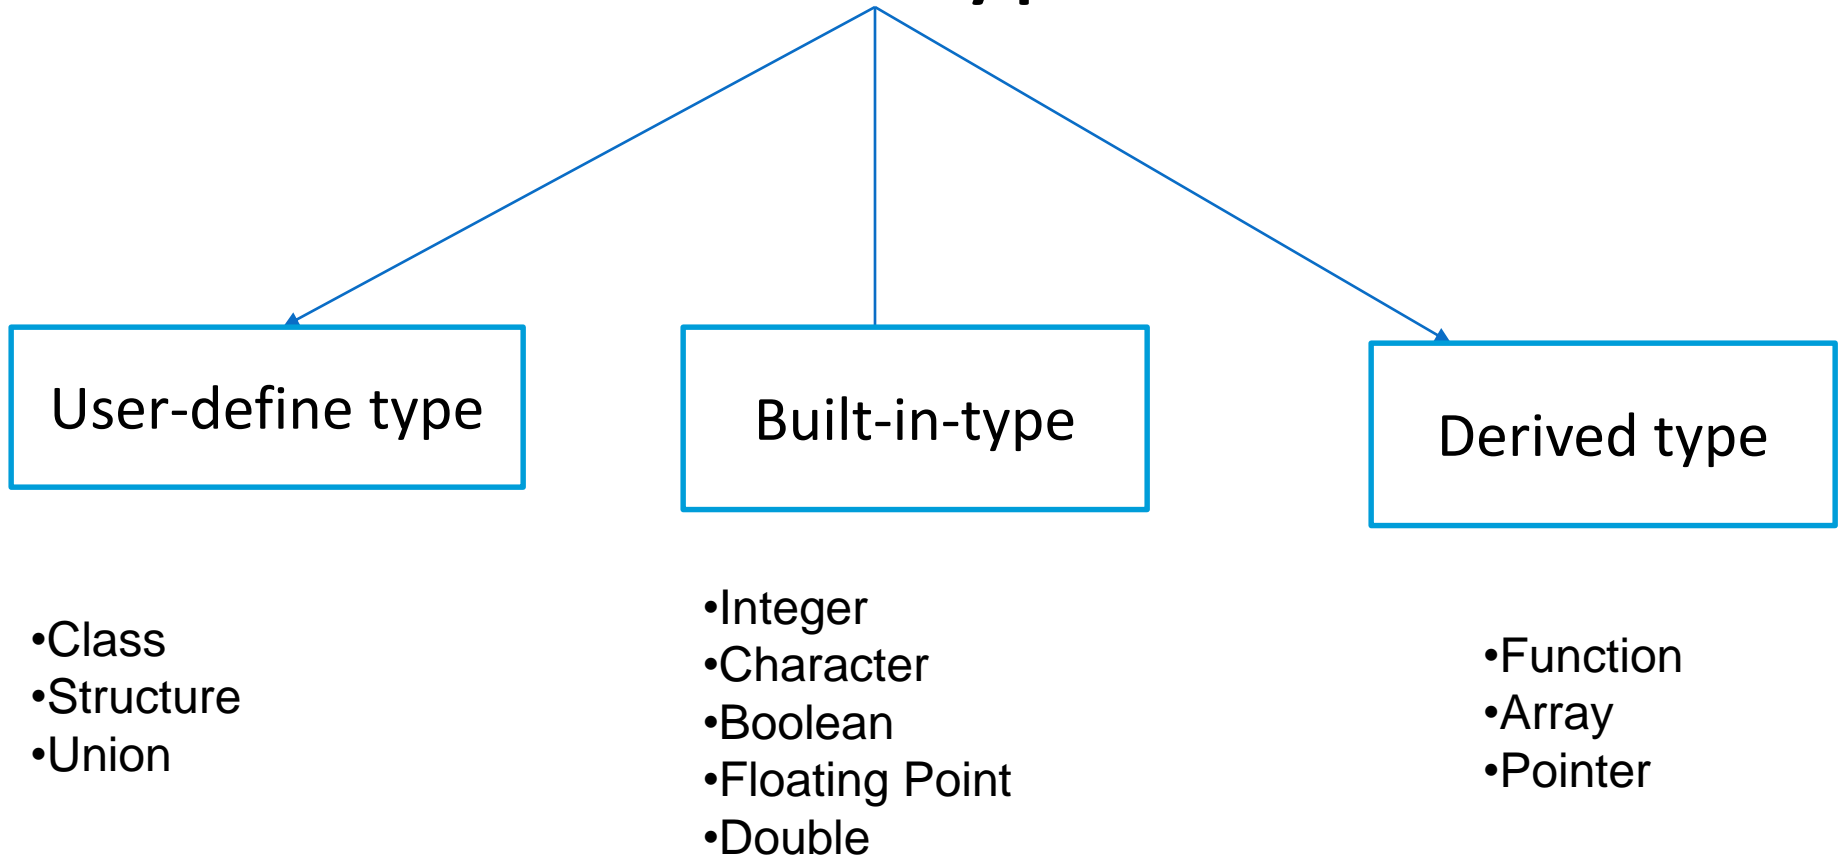 User-define type
Built-in-type
Derived type
•Class
•Structure
•Union
•Integer
•Character
•Boolean
•Floating Point
•Double
•Function
•Array
•Pointer